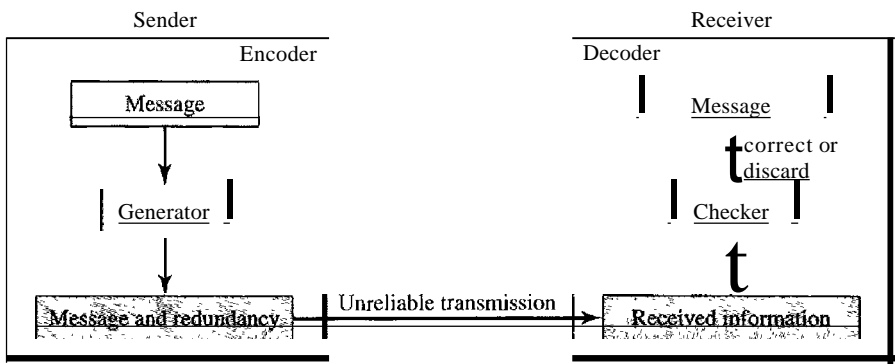 Sender
Receiver
Encoder
Decoder
Message
Message
t correct or
discard
Generator
Checker
t
Unreliable transmission
Message and redundancy
Received information